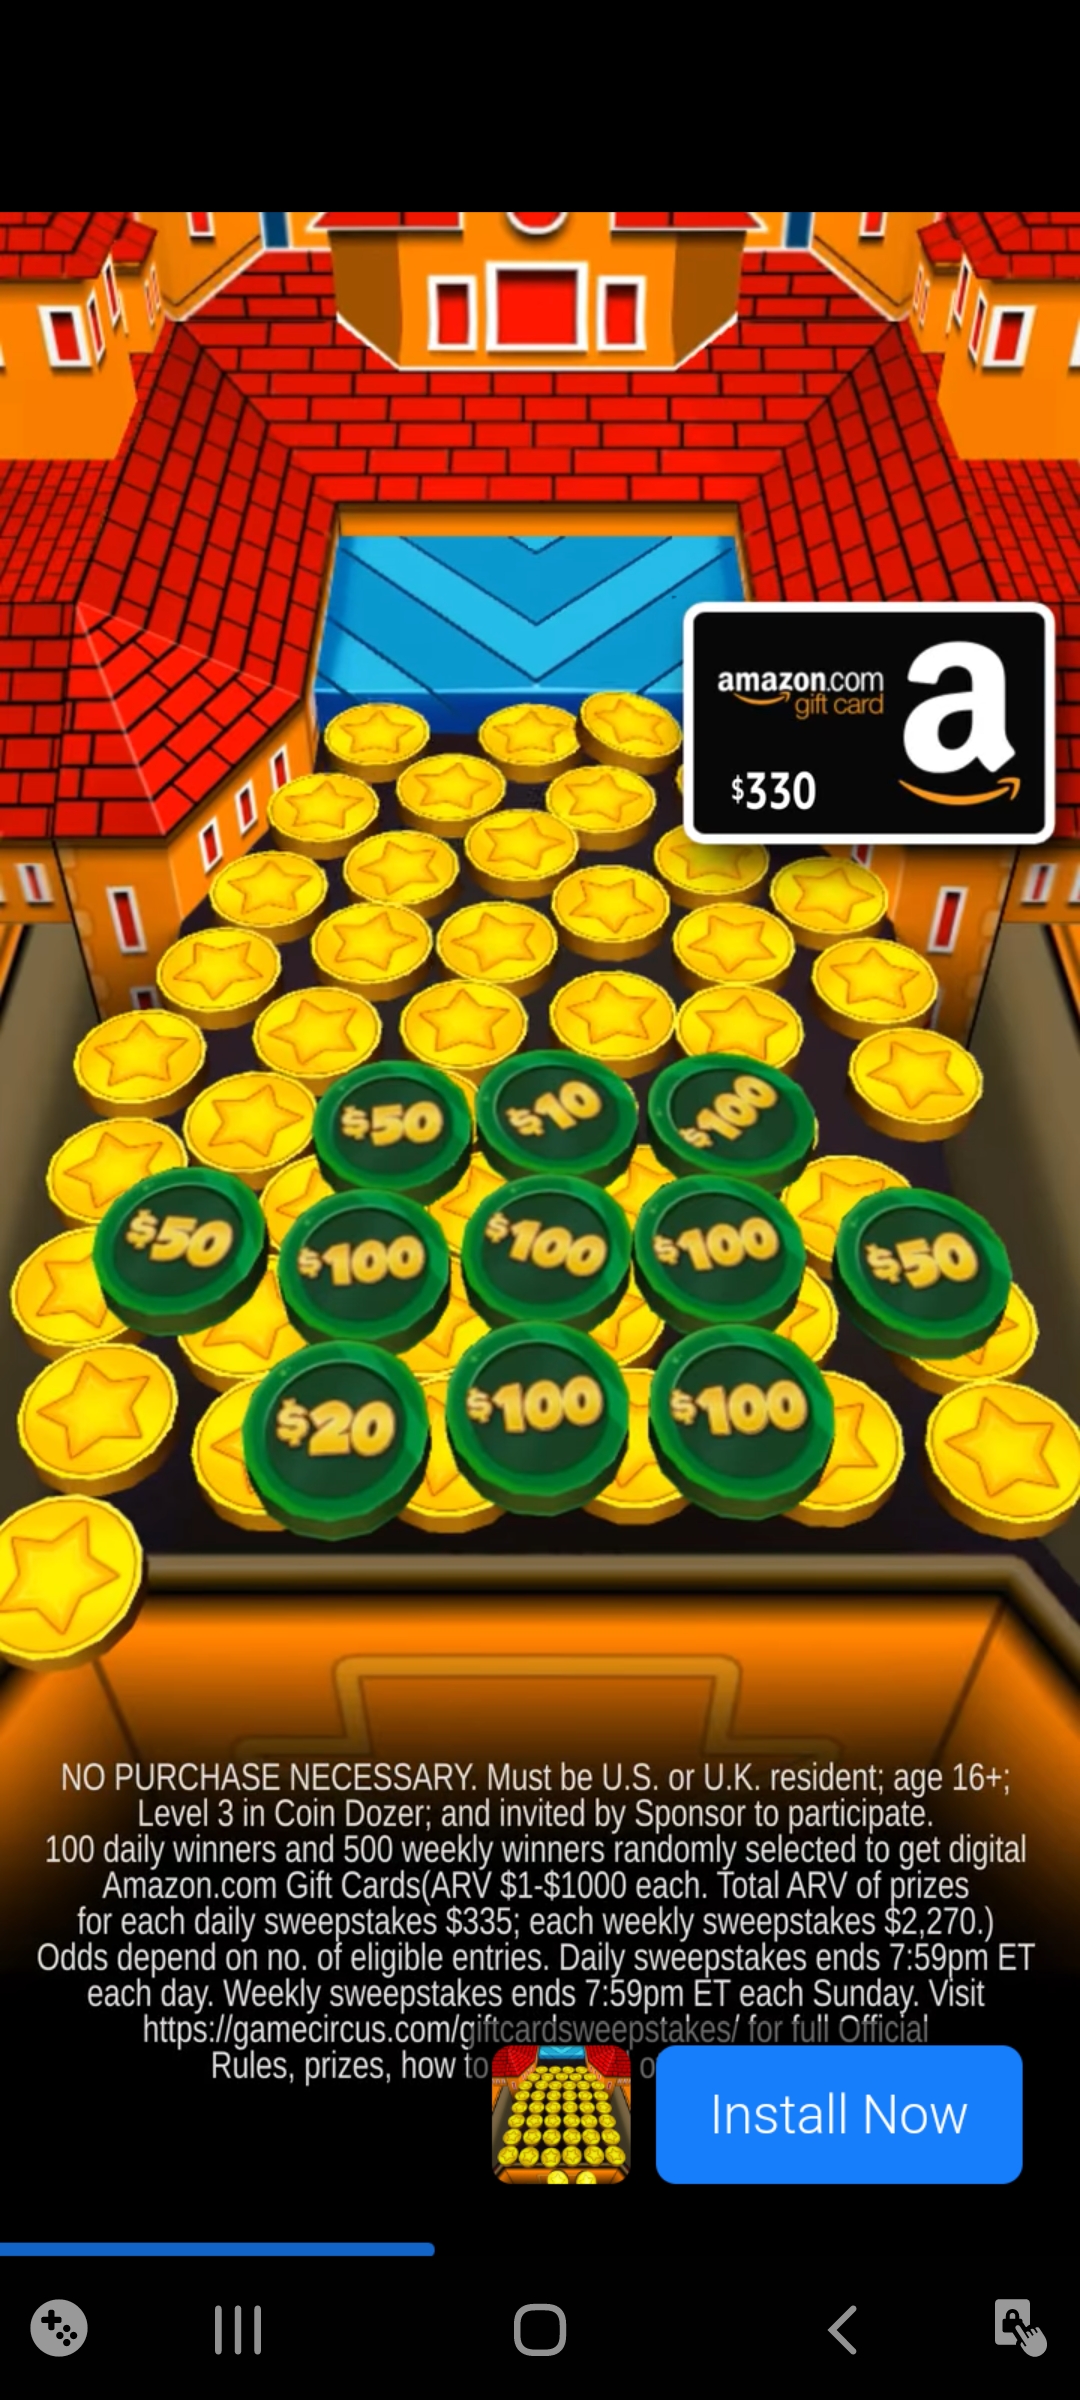 amazon.com
gift card
a
$330
$50 $10 $100
$50 $100 $100 $100 $50
$20 $100 $100
NO PURCHASE NECESSARY. Must be U.S. or U.K. resident; age 16+;
Level 3 in Coin Dozer; and invited by Sponsor to participate.
100 daily winners and 500 weekly winners randomly selected to get digital
Amazon.com Gift Cards(ARV $1-$1000 each. Total ARV of prizes
for each daily sweepstakes $335; each weekly sweepstakes $2,270.)
Odds depend on no. of eligible entries. Daily sweepstakes ends 7:59pm ET
each day. Weekly sweepstakes ends 7:59pm ET each Sunday. Visit
https://gamecircus.com/giftcardsweepstakes/ for full Official
Rules, prizes, how to
Install Now